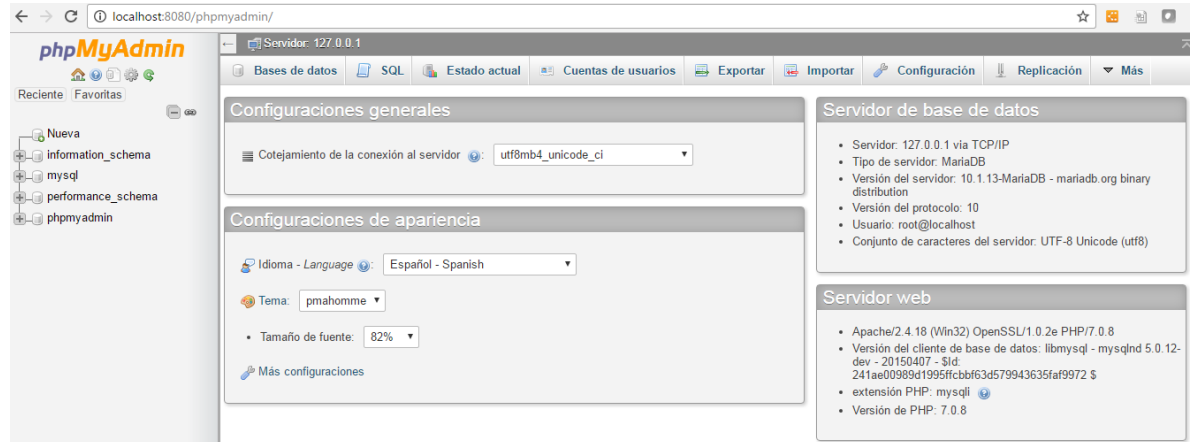 localhost:8080/phpmyadmin/
phpMyAdmin
Reciente Favoritas
Nueva
information_schema
mysql
performance_schema
phpmyadmin
Servidor: 127.0.0.1
Bases de datos SQL Estado actual Cuentas de usuarios Exportar Importar Configuración Replicación Más
Configuraciones generales
Cotejamiento de la conexión al servidor : utf8mb4_unicode_ci
Configuraciones de apariencia
Idioma - Language : Español - Spanish
Tema: pmahomme
• Tamaño de fuente: 82%
Más configuraciones
Servidor de base de datos
• Servidor: 127.0.0.1 via TCP/IP
• Tipo de servidor: MariaDB
• Versión del servidor: 10.1.13-MariaDB - mariadb.org binary
distribution
• Versión del protocolo: 10
• Usuario: root@localhost
• Conjunto de caracteres del servidor: UTF-8 Unicode (utf8)
Servidor web
• Apache/2.4.18 (Win32) OpenSSL/1.0.2e PHP/7.0.8
• Versión del cliente de base de datos: libmysql - mysqlnd 5.0.12-
dev - 20150407 - $Id:
241ae00989d1995ffcbbf63d579943635faf9972 $
• extensión PHP: mysqli
• Versión de PHP: 7.0.8